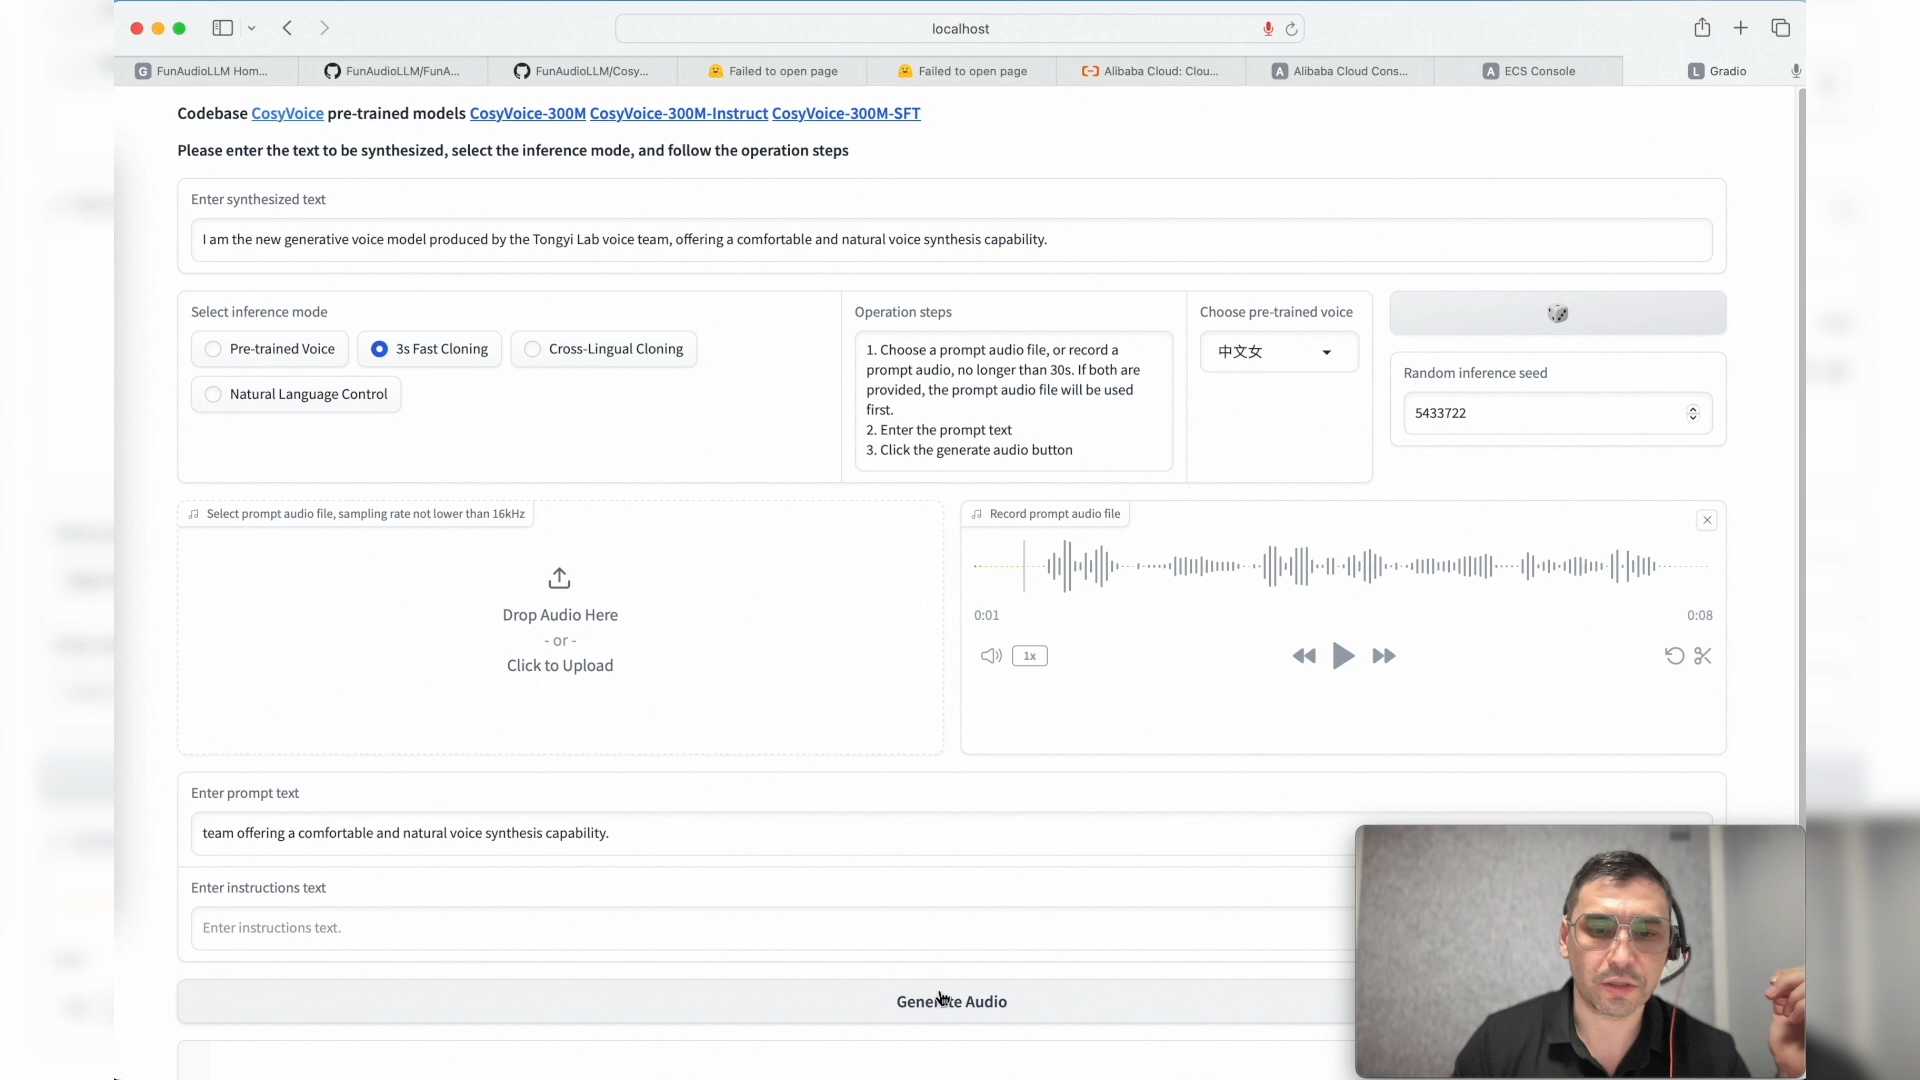 localhost
FunAudioLLM Hom...
FunAudioLLM/FunA...
FunAudioLLM/Cosy...
Failed to open page
Failed to open page
Alibaba Cloud: Clou...
Alibaba Cloud Cons...
ECS Console
Gradio
Codebase CosyVoice pre-trained models CosyVoice-300M CosyVoice-300M-Instruct CosyVoice-300M-SFT
Please enter the text to be synthesized, select the inference mode, and follow the operation steps
Enter synthesized text
I am the new generative voice model produced by the Tongyi Lab voice team, offering a comfortable and natural voice synthesis capability.
Select inference mode
Pre-trained Voice
3s Fast Cloning
Cross-Lingual Cloning
Natural Language Control
Operation steps
1. Choose a prompt audio file, or record a
prompt audio, no longer than 30s. If both are
provided, the prompt audio file will be used
first.
2. Enter the prompt text
3. Click the generate audio button
Choose pre-trained voice
中文女
Random inference seed
5433722
Select prompt audio file, sampling rate not lower than 16kHz
Drop Audio Here
- or -
Click to Upload
Record prompt audio file
0:01
0:08
1x
Enter prompt text
team offering a comfortable and natural voice synthesis capability.
Enter instructions text
Enter instructions text.
Generate Audio